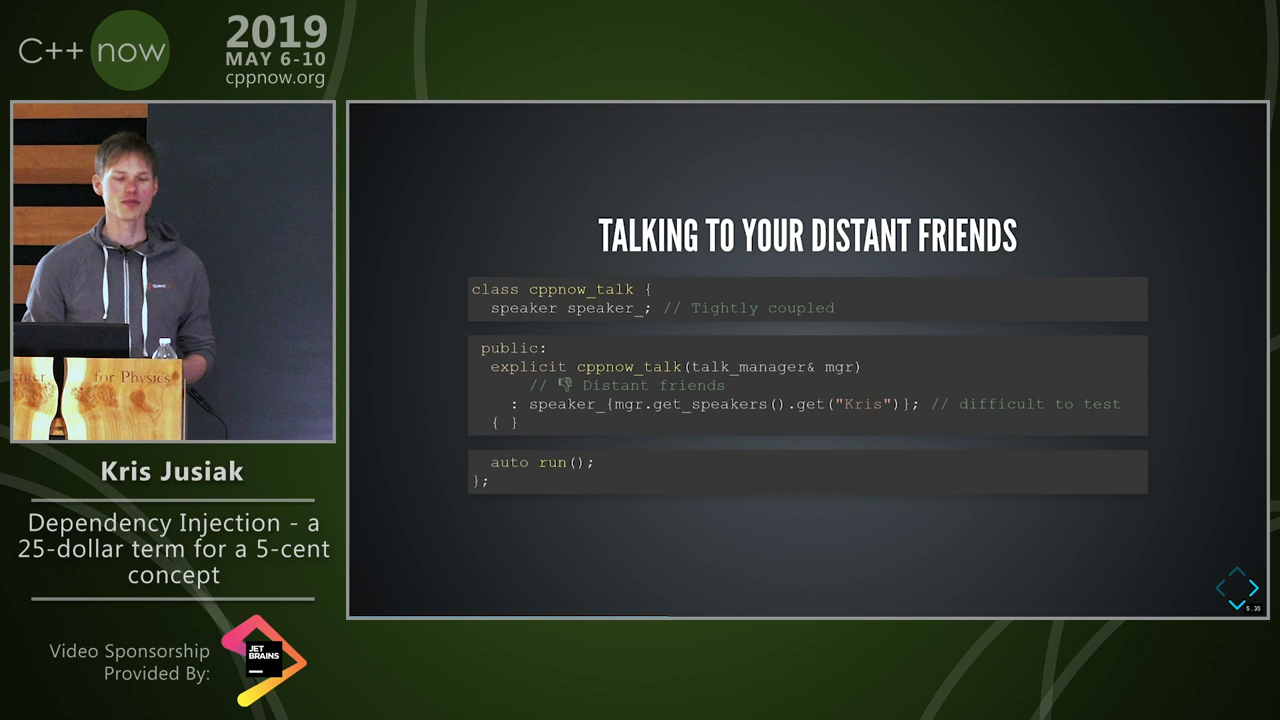 C++ now
2019
MAY 6-10
cppnow.org
for Physics
Kris Jusiak
Dependency Injection - a
25-dollar term for a 5-cent
concept
Video Sponsorship
Provided By:
JET
BRAINS
TALKING TO YOUR DISTANT FRIENDS
class cppnow_talk {
speaker speaker_; // Tightly coupled
public:
explicit cppnow_talk(talk_manager& mgr)
// 👎 Distant friends
: speaker_{mgr.get_speakers().get("Kris")}; // difficult to test
{ }
auto run();
};
5.35